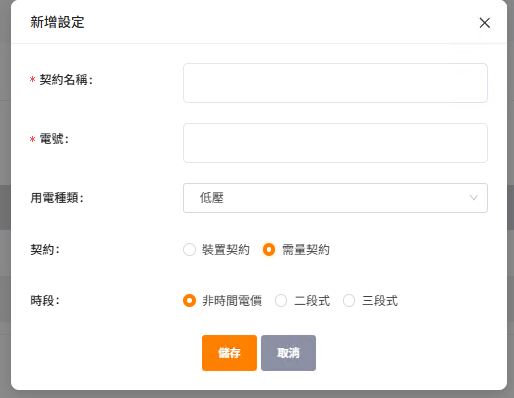 新增設定
* 契約名稱：
* 電號：
用電種類： 低壓
契約： 裝置契約 需量契約
時段： 非時間電價 二段式 三段式
儲存 取消